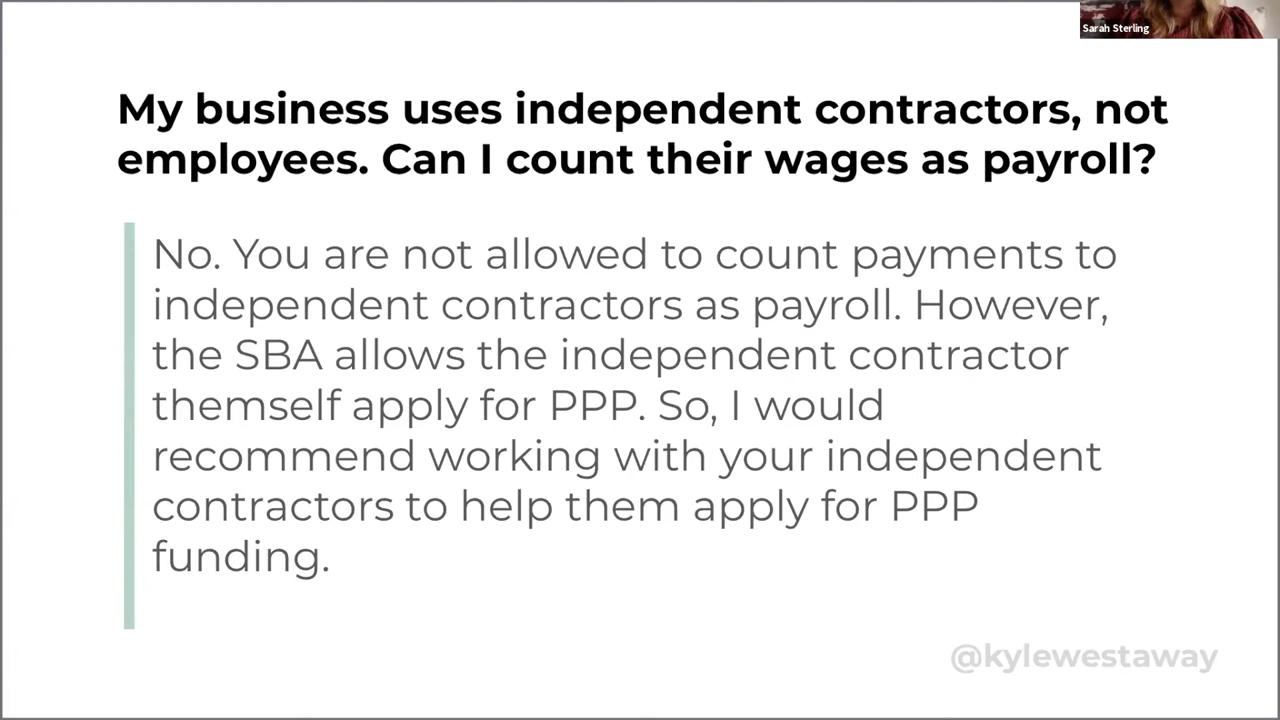 Sarah Sterling
My business uses independent contractors, not
employees. Can I count their wages as payroll?
No. You are not allowed to count payments to
independent contractors as payroll. However,
the SBA allows the independent contractor
themself apply for PPP. So, I would
recommend working with your independent
contractors to help them apply for PPP
funding.
@kylewestaway